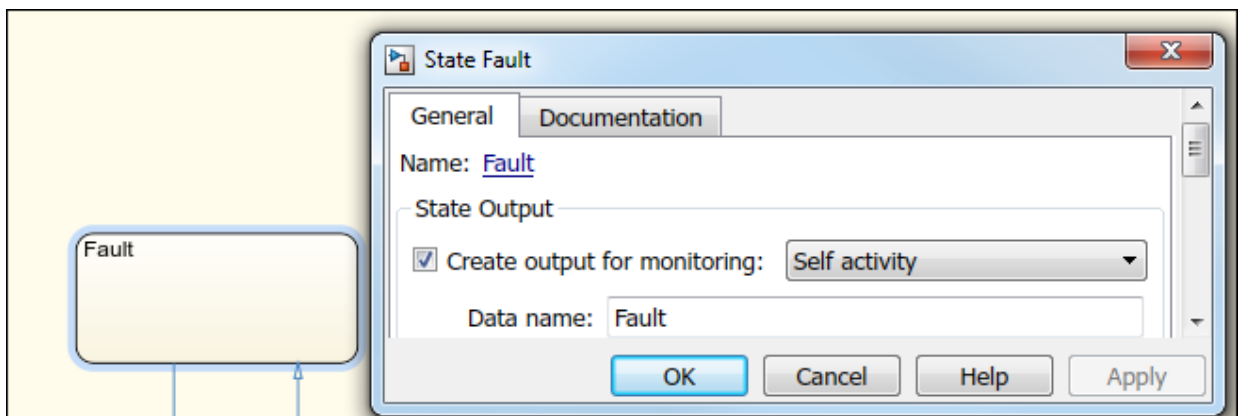 State Fault
General Documentation
Name: Fault
State Output
Fault
Create output for monitoring: Self activity
Data name: Fault
OK Cancel Help Apply